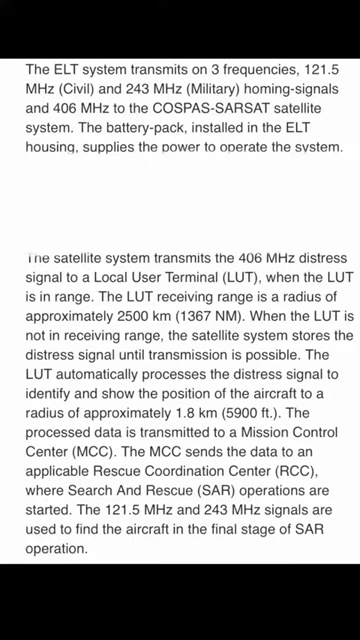 The ELT system transmits on 3 frequencies, 121.5
MHz (Civil) and 243 MHz (Military) homing-signals
and 406 MHz to the COSPAS-SARSAT satellite
system. The battery-pack, installed in the ELT
housing, supplies the power to operate the system.
The satellite system transmits the 406 MHz distress
signal to a Local User Terminal (LUT), when the LUT
is in range. The LUT receiving range is a radius of
approximately 2500 km (1367 NM). When the LUT is
not in receiving range, the satellite system stores the
distress signal until transmission is possible. The
LUT automatically processes the distress signal to
identify and show the position of the aircraft to a
radius of approximately 1.8 km (5900 ft.). The
processed data is transmitted to a Mission Control
Center (MCC). The MCC sends the data to an
applicable Rescue Coordination Center (RCC),
where Search And Rescue (SAR) operations are
started. The 121.5 MHz and 243 MHz signals are
used to find the aircraft in the final stage of SAR
operation.